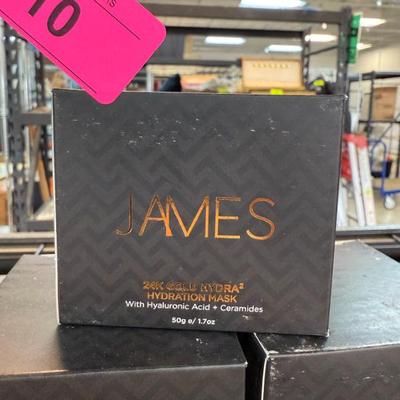 10
JAMES
24K GOLD HYDRA²
HYDRATION MASK
With Hyaluronic Acid + Ceramides
50g e/ 1.7oz